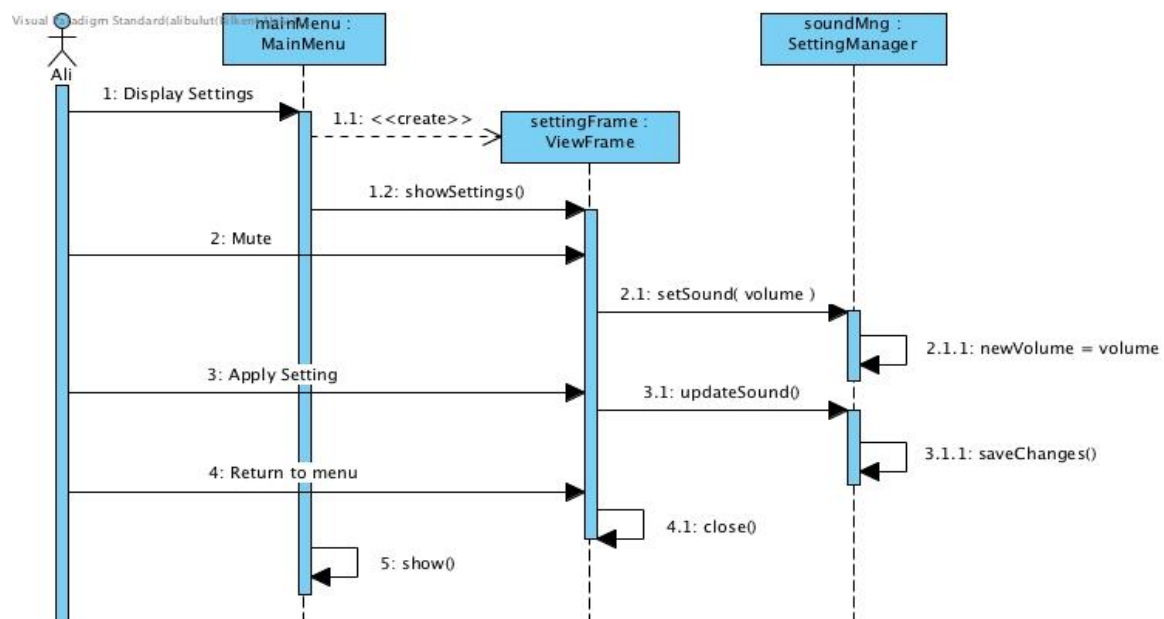 Visual Paradigm Standard(alibulut(Bilkent
mainMenu :
MainMenu
soundMng :
SettingManager
Ali
1: Display Settings
1.1: <<create>>
settingFrame :
ViewFrame
1.2: showSettings()
2: Mute
2.1: setSound( volume )
2.1.1: newVolume = volume
3: Apply Setting
3.1: updateSound()
3.1.1: saveChanges()
4: Return to menu
4.1: close()
5: show()